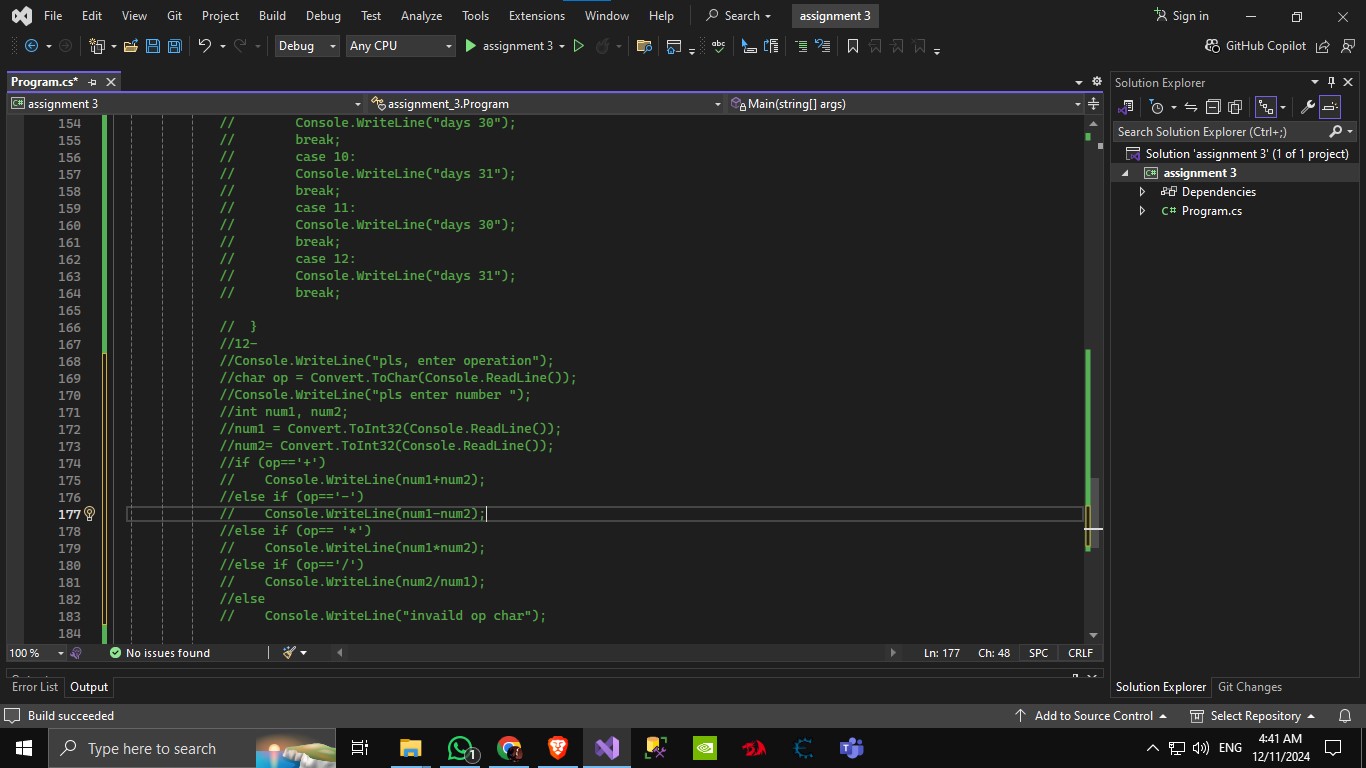 File Edit View Git Project Build Debug Test Analyze Tools Extensions Window Help Search assignment 3 Sign in
Debug Any CPU assignment 3 GitHub Copilot
Program.cs*
assignment 3 assignment_3.Program Main(string[] args)
154 // Console.WriteLine("days 30");
155 // break;
156 // case 10:
157 // Console.WriteLine("days 31");
158 // break;
159 // case 11:
160 // Console.WriteLine("days 30");
161 // break;
162 // case 12:
163 // Console.WriteLine("days 31");
164 // break;
165
166 // }
167 //12-
168 //Console.WriteLine("pls, enter operation");
169 //char op = Convert.ToChar(Console.ReadLine());
170 //Console.WriteLine("pls enter number ");
171 //int num1, num2;
172 //num1 = Convert.ToInt32(Console.ReadLine());
173 //num2= Convert.ToInt32(Console.ReadLine());
174 //if (op=='+')
175 // Console.WriteLine(num1+num2);
176 //else if (op=='-')
177 // Console.WriteLine(num1-num2);
178 //else if (op== '*')
179 // Console.WriteLine(num1*num2);
180 //else if (op=='/')
181 // Console.WriteLine(num2/num1);
182 //else
183 // Console.WriteLine("invaild op char");
184
100 % No issues found Ln: 177 Ch: 48 SPC CRLF
Error List Output
Solution Explorer
Search Solution Explorer (Ctrl+;)
Solution 'assignment 3' (1 of 1 project)
assignment 3
Dependencies
C# Program.cs
Solution Explorer Git Changes
Build succeeded Add to Source Control Select Repository
Type here to search 1 ENG 4:41 AM
12/11/2024